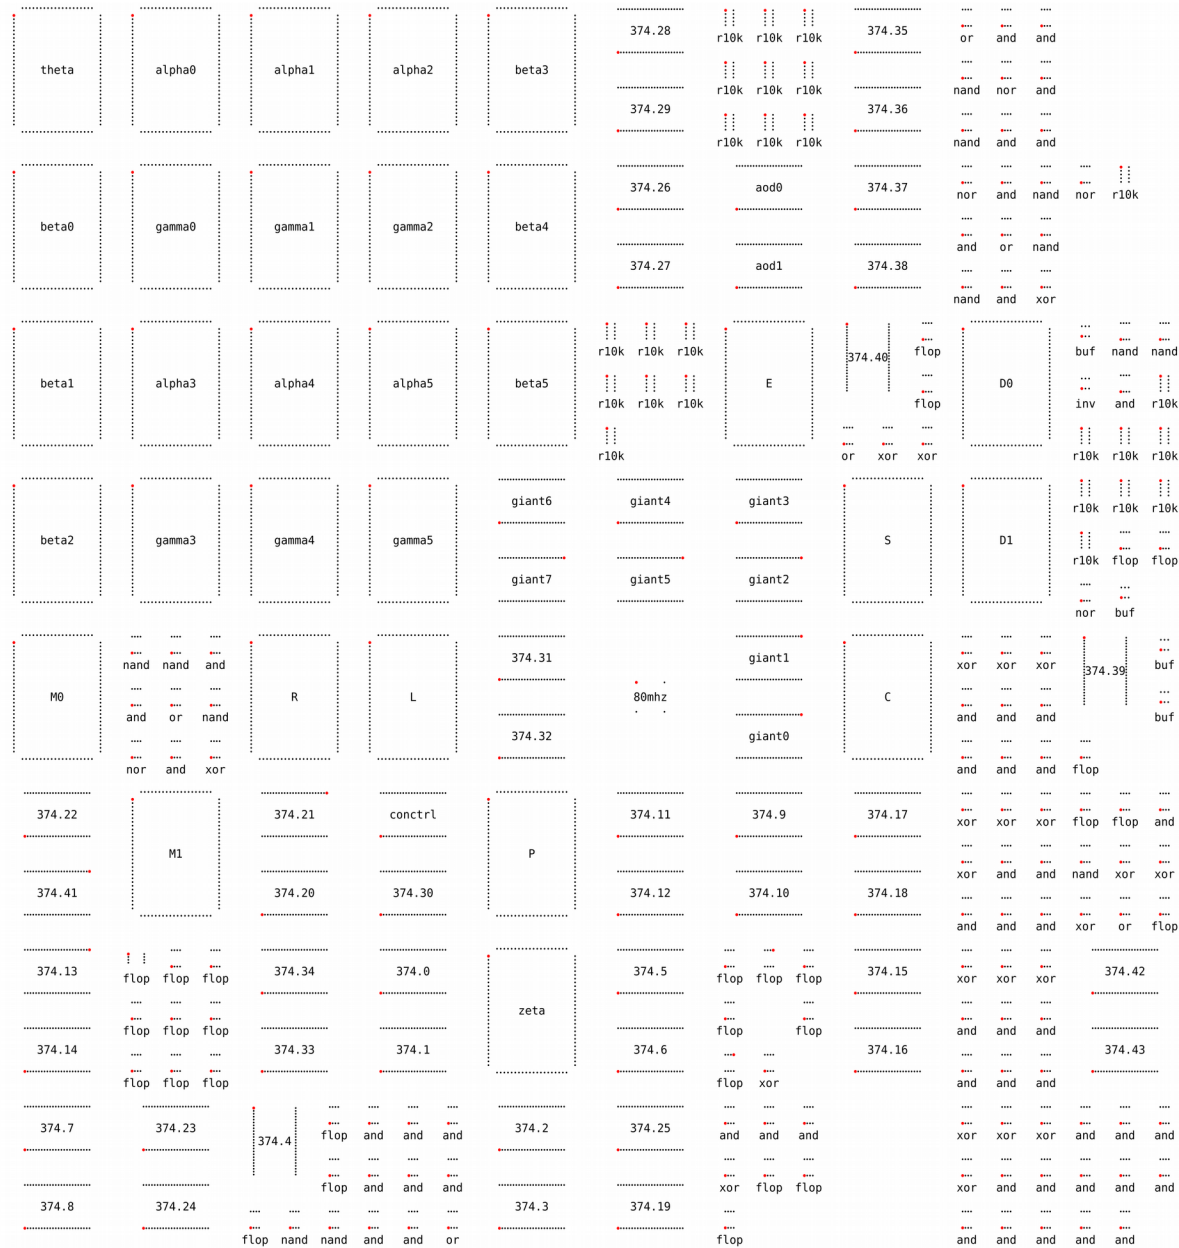 374.28 r10k r10k r10k 374.35 or and and
theta alpha0 alpha1 alpha2 beta3
r10k r10k r10k nand nor and
374.29 374.36
r10k r10k r10k nand and and
374.26 aod0 374.37 nor and nand nor r10k
beta0 gamma0 gamma1 gamma2 beta4
and or nand
374.27 aod1 374.38
nand and xor
r10k r10k r10k 374.40 flop buf nand nand
beta1 alpha3 alpha4 alpha5 beta5 E D0
r10k r10k r10k flop inv and r10k
r10k or xor xor r10k r10k r10k
giant6 giant4 giant3 r10k r10k r10k
beta2 gamma3 gamma4 gamma5 S D1
r10k flop flop
giant7 giant5 giant2
nor buf
nand nand and 374.31 giant1 xor xor xor 374.39 buf
M0 R L 80mhz C
and or nand and and and buf
374.32 giant0
nor and xor and and and flop
374.22 374.21 conctrl 374.11 374.9 374.17 xor xor xor flop flop and
M1 P
xor and and nand xor xor
374.41 374.20 374.30 374.12 374.10 374.18
and and and xor or flop
374.13 flop flop flop 374.34 374.0 374.5 flop flop flop 374.15 xor xor xor 374.42
zeta
flop flop flop flop flop and and and
374.14 374.33 374.1 374.6 374.16 374.43
flop flop flop flop xor and and and
374.7 374.23 374.4 flop and and and 374.2 374.25 and and and xor xor xor and and and
flop and and and xor flop flop xor and and and and and
374.8 374.24 374.3 374.19
flop nand nand and and or flop and and and and and